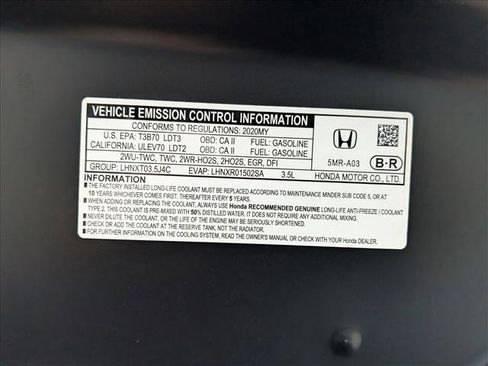 VEHICLE EMISSION CONTROL INFORMATION
CONFORMS TO REGULATIONS: 2020MY
U.S. EPA: T3B70 LDT3 OBD: CA II FUEL: GASOLINE
CALIFORNIA: ULEV70 LDT2 OBD: CA II FUEL: GASOLINE
2WU-TWC, TWC, 2WR-HO2S, 2HO2S, EGR, DFI
GROUP: LHNXT03.5J4C EVAP: LHNXR01502SA 3.5L
5MR-A03 B-R
HONDA MOTOR CO., LTD.
■INFORMATION
■THE FACTORY INSTALLED LONG-LIFE COOLANT MUST BE REPLACED ACCORDING TO MAINTENANCE MINDER SUB CODE 5, OR AT
10 YEARS WHICHEVER COMES FIRST. THEREAFTER EVERY 5 YEARS.
■WHEN ADDING OR REPLACING COOLANT, ALWAYS USE Honda RECOMMENDED GENUINE LONG-LIFE ANTI-FREEZE / COOLANT
TYPE 2. THIS COOLANT IS PRE-MIXED WITH 50% DISTILLED WATER. IT DOES NOT REQUIRE ANY ADDITIONAL MIXING.
■NEVER DILUTE THE COOLANT, OR THE LIFE OF THE ENGINE MAY BE SERIOUSLY SHORTENED.
■CHECK AND ADD COOLANT AT THE RESERVE TANK, NOT THE RADIATOR.
■FOR FURTHER INFORMATION ON THE COOLING SYSTEM, READ THE OWNER'S MANUAL OR CHECK WITH YOUR Honda DEALER.